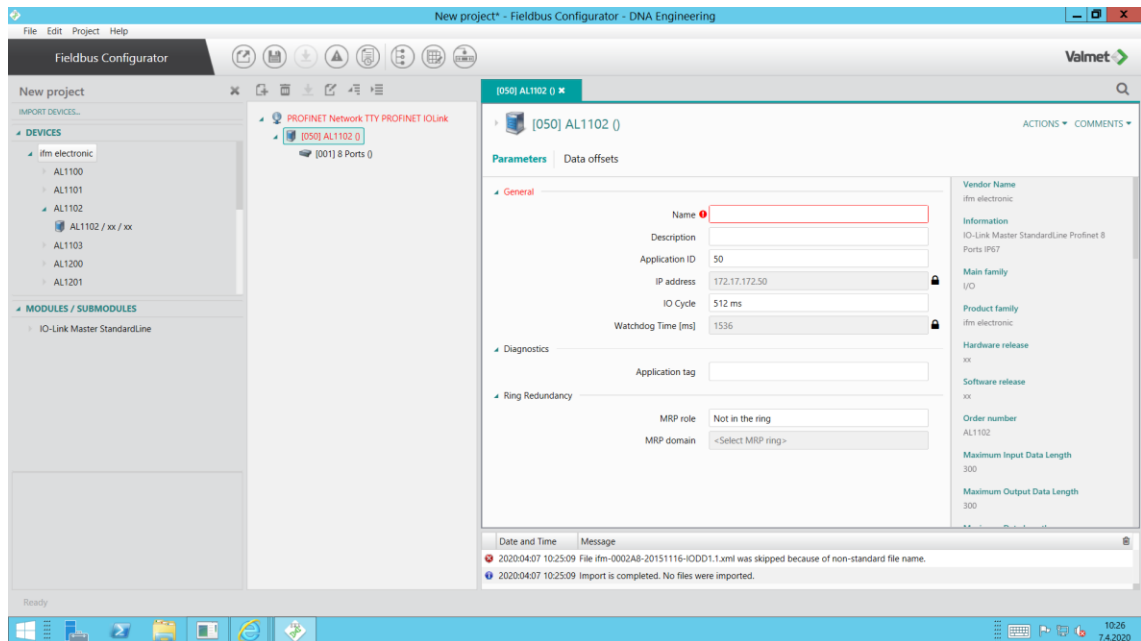 New project* - Fieldbus Configurator - DNA Engineering
File Edit Project Help
Fieldbus Configurator
Valmet
New project
IMPORT DEVICES...
DEVICES
ifm electronic
AL1100
AL1101
AL1102
AL1102 / xx / xx
AL1103
AL1200
AL1201
MODULES / SUBMODULES
IO-Link Master StandardLine
PROFINET Network TTY PROFINET IOLink
[050] AL1102 ()
[001] 8 Ports ()
[050] AL1102 ()
[050] AL1102 ()
ACTIONS COMMENTS
Parameters Data offsets
General
Name
Description
Application ID 50
IP address 172.17.172.50
IO Cycle 512 ms
Watchdog Time [ms] 1536
Diagnostics
Application tag
Ring Redundancy
MRP role Not in the ring
MRP domain <Select MRP ring>
Vendor Name
ifm electronic
Information
IO-Link Master StandardLine Profinet 8
Ports IP67
Main family
I/O
Product family
ifm electronic
Hardware release
xx
Software release
xx
Order number
AL1102
Maximum Input Data Length
300
Maximum Output Data Length
300
Date and Time Message
2020:04:07 10:25:09 File ifm-0002A8-20151116-IODD1.1.xml was skipped because of non-standard file name.
2020:04:07 10:25:09 Import is completed. No files were imported.
Ready
10:26
7.4.2020